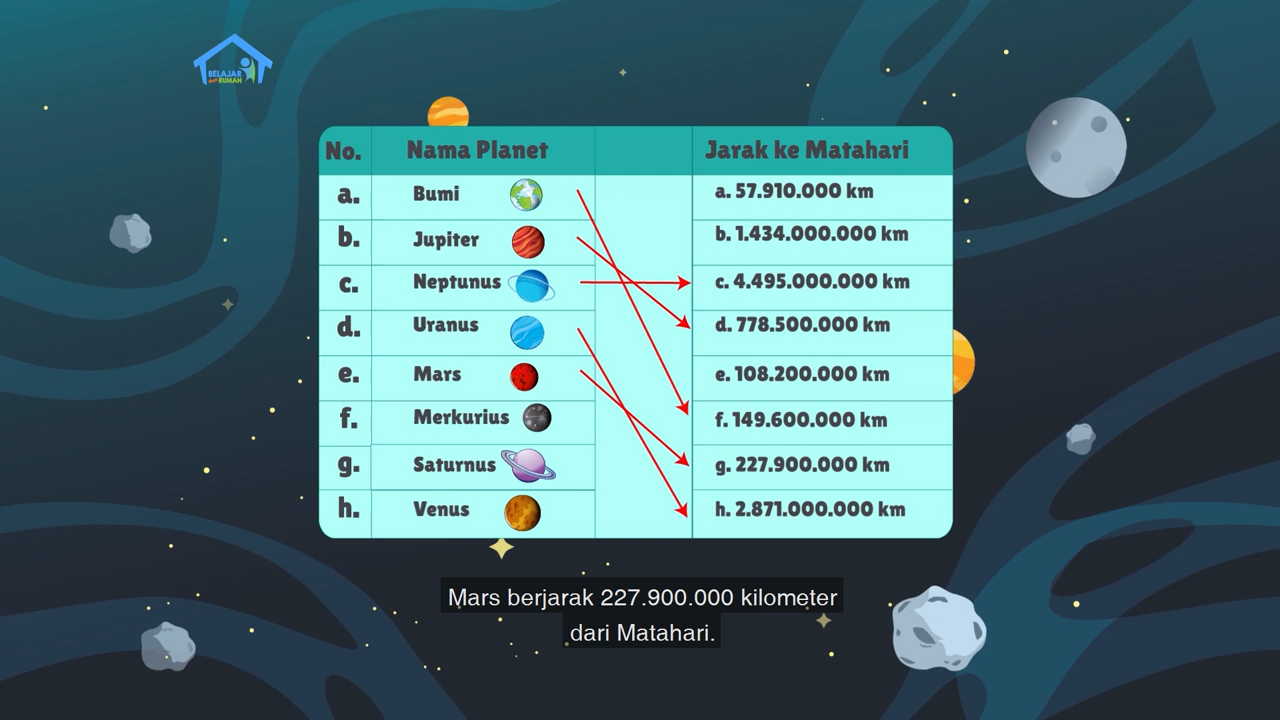 BELAJAR
dari RUMAH
No. Nama Planet Jarak ke Matahari
a. Bumi a. 57.910.000 km
b. Jupiter b. 1.434.000.000 km
c. Neptunus c. 4.495.000.000 km
d. Uranus d. 778.500.000 km
e. Mars e. 108.200.000 km
f. Merkurius f. 149.600.000 km
g. Saturnus g. 227.900.000 km
h. Venus h. 2.871.000.000 km
Mars berjarak 227.900.000 kilometer
dari Matahari.